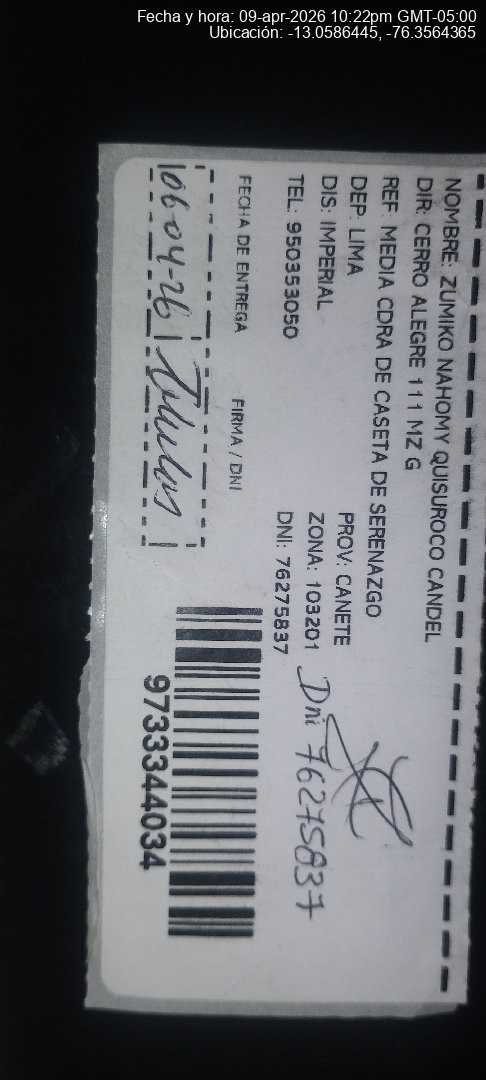 Fecha y hora: 09-apr-2026 10:22pm GMT-05:00
Ubicación: -13.0586445, -76.3564365
NOMBRE: ZUMIKO NAHOMY QUISUROCO CANDEL
DIR: CERRO ALEGRE 111 MZ G
REF: MEDIA CDRA DE CASETA DE SERENAZGO
DEP: LIMA PROV: CANETE
DIS: IMPERIAL ZONA: 103201
TEL: 950353050 DNI: 76275837
Dni 76275837
FECHA DE ENTREGA FIRMA / DNI
06-04-26
9733344034